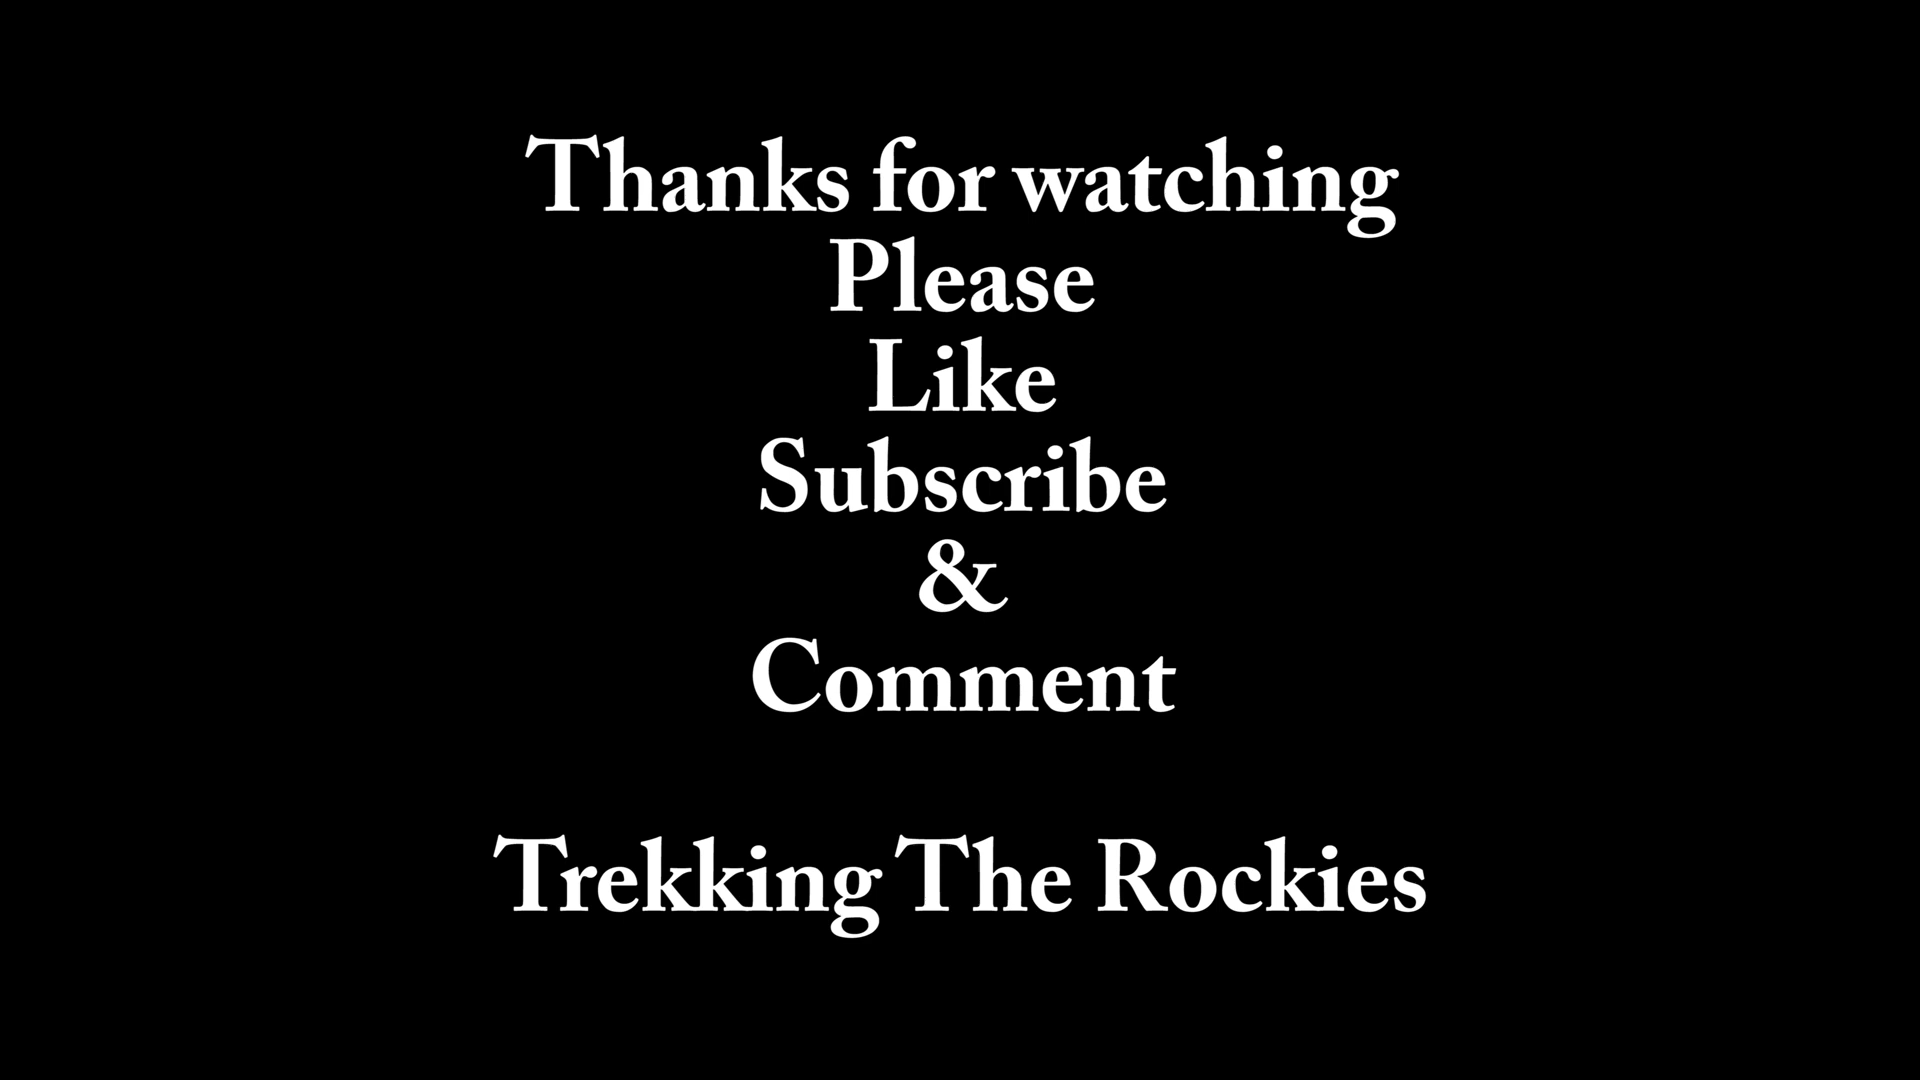 Thanks for watching
Please
Like
Subscribe
&
Comment
Trekking The Rockies